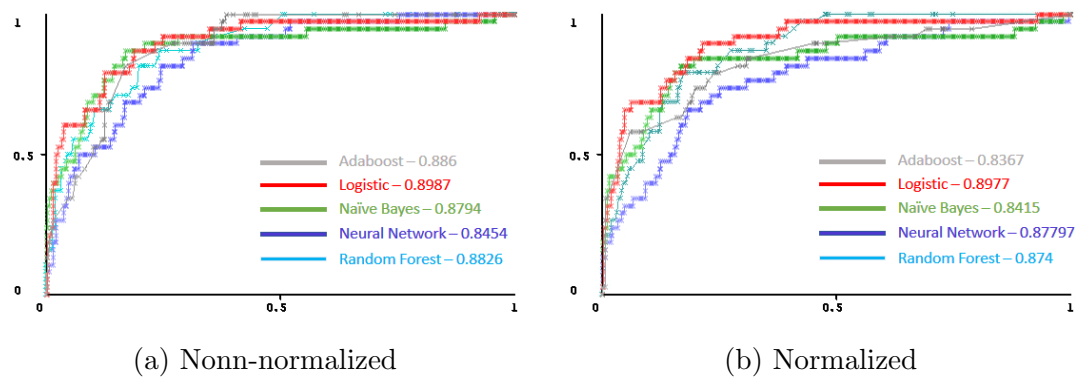 1
0.5
0
0
0.5
1
Adaboost – 0.886
Logistic – 0.8987
Naïve Bayes – 0.8794
Neural Network – 0.8454
Random Forest – 0.8826
(a) Nonn-normalized
1
0.5
0
0
0.5
1
Adaboost – 0.8367
Logistic – 0.8977
Naïve Bayes – 0.8415
Neural Network – 0.87797
Random Forest – 0.874
(b) Normalized